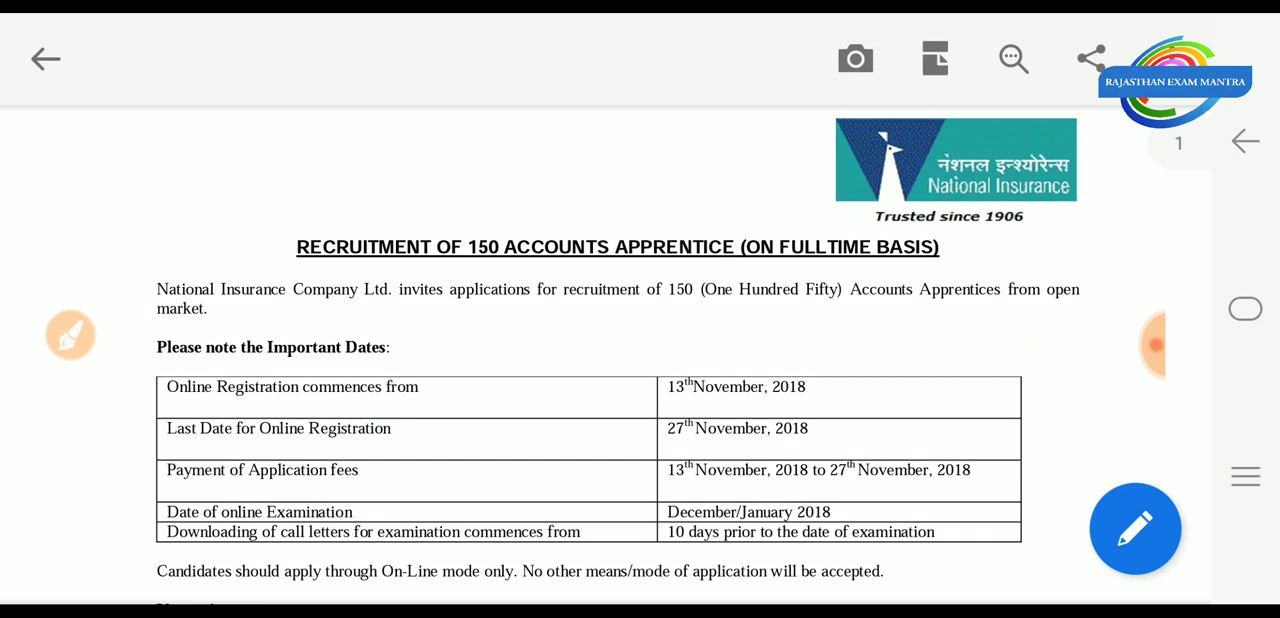 RAJASTHAN EXAM MANTRA
1
नेशनल इन्श्योरेन्स
National Insurance
Trusted since 1906
RECRUITMENT OF 150 ACCOUNTS APPRENTICE (ON FULLTIME BASIS)
National Insurance Company Ltd. invites applications for recruitment of 150 (One Hundred Fifty) Accounts Apprentices from open
market.
Please note the Important Dates:
Online Registration commences from 13th November, 2018
Last Date for Online Registration 27th November, 2018
Payment of Application fees 13th November, 2018 to 27th November, 2018
Date of online Examination December/January 2018
Downloading of call letters for examination commences from 10 days prior to the date of examination
Candidates should apply through On-Line mode only. No other means/mode of application will be accepted.